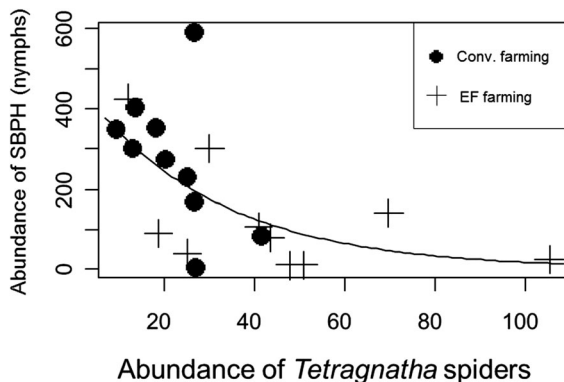 Abundance of SBPH (nymphs)
600
400
200
0
Conv. farming
EF farming
20
40
60
80
100
Abundance of Tetragnatha spiders